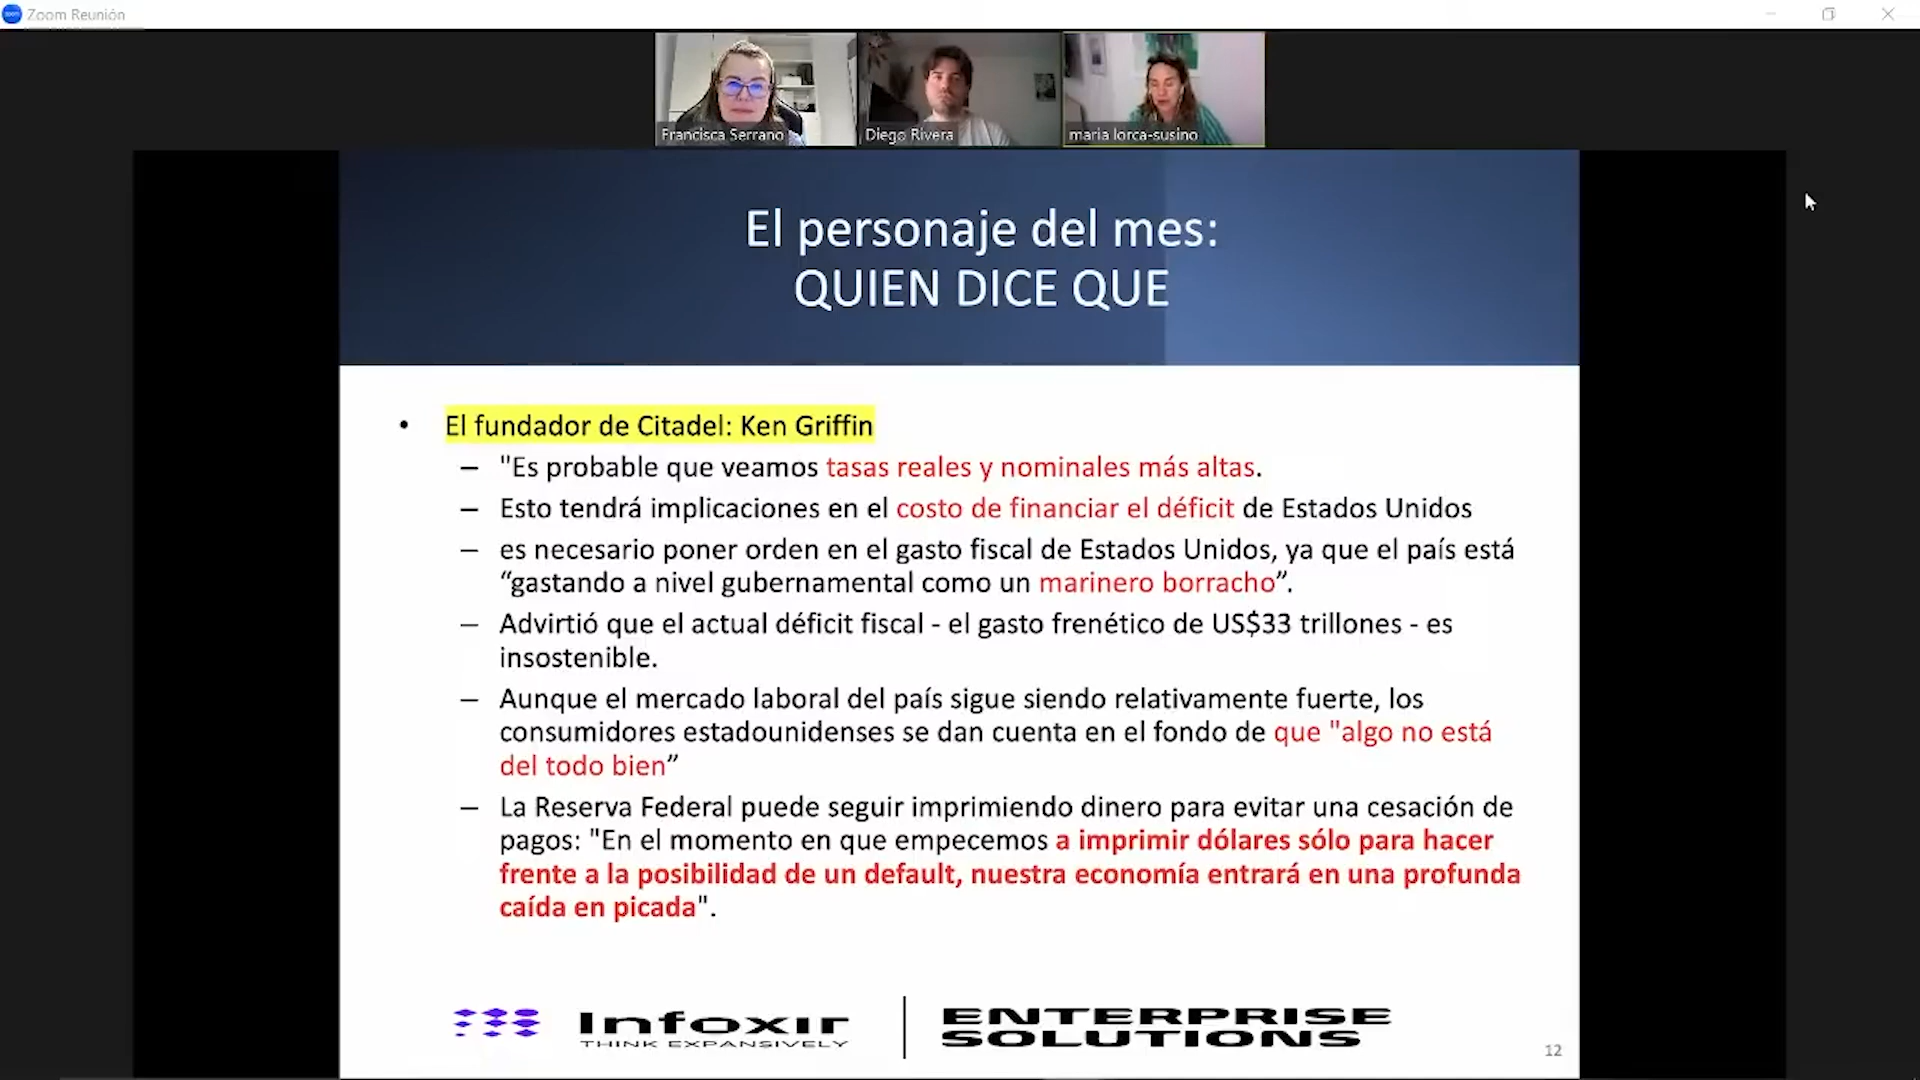 Zoom Reunión
Francisca Serrano
Diego Rivera
maria lorca-susino
El personaje del mes:
QUIEN DICE QUE
• El fundador de Citadel: Ken Griffin
– "Es probable que veamos tasas reales y nominales más altas.
– Esto tendrá implicaciones en el costo de financiar el déficit de Estados Unidos
– es necesario poner orden en el gasto fiscal de Estados Unidos, ya que el país está
“gastando a nivel gubernamental como un marinero borracho”.
– Advirtió que el actual déficit fiscal - el gasto frenético de US$33 trillones - es
insostenible.
– Aunque el mercado laboral del país sigue siendo relativamente fuerte, los
consumidores estadounidenses se dan cuenta en el fondo de que "algo no está
del todo bien”
– La Reserva Federal puede seguir imprimiendo dinero para evitar una cesación de
pagos: "En el momento en que empecemos a imprimir dólares sólo para hacer
frente a la posibilidad de un default, nuestra economía entrará en una profunda
caída en picada".
Infoxir
THINK EXPANSIVELY
ENTERPRISE
SOLUTIONS
12